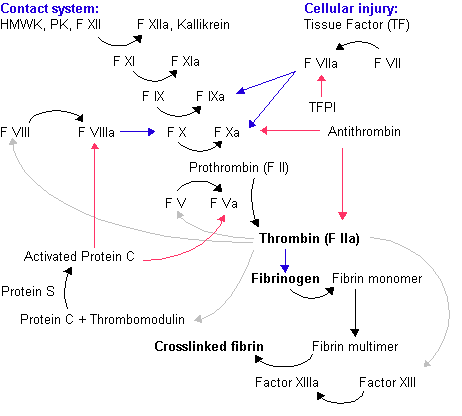 Contact system: Cellular injury:
HMWK, PK, F XII F XIIa, Kallikrein Tissue Factor (TF)
F XI F XIa F VIIa F VII
F IX F IXa
TFPI
F VIII F VIIIa F X F Xa Antithrombin
Prothrombin (F II)
F V F Va
Thrombin (F IIa)
Activated Protein C
Fibrinogen Fibrin monomer
Protein S
Protein C + Thrombomodulin
Crosslinked fibrin Fibrin multimer
Factor XIIIa Factor XIII